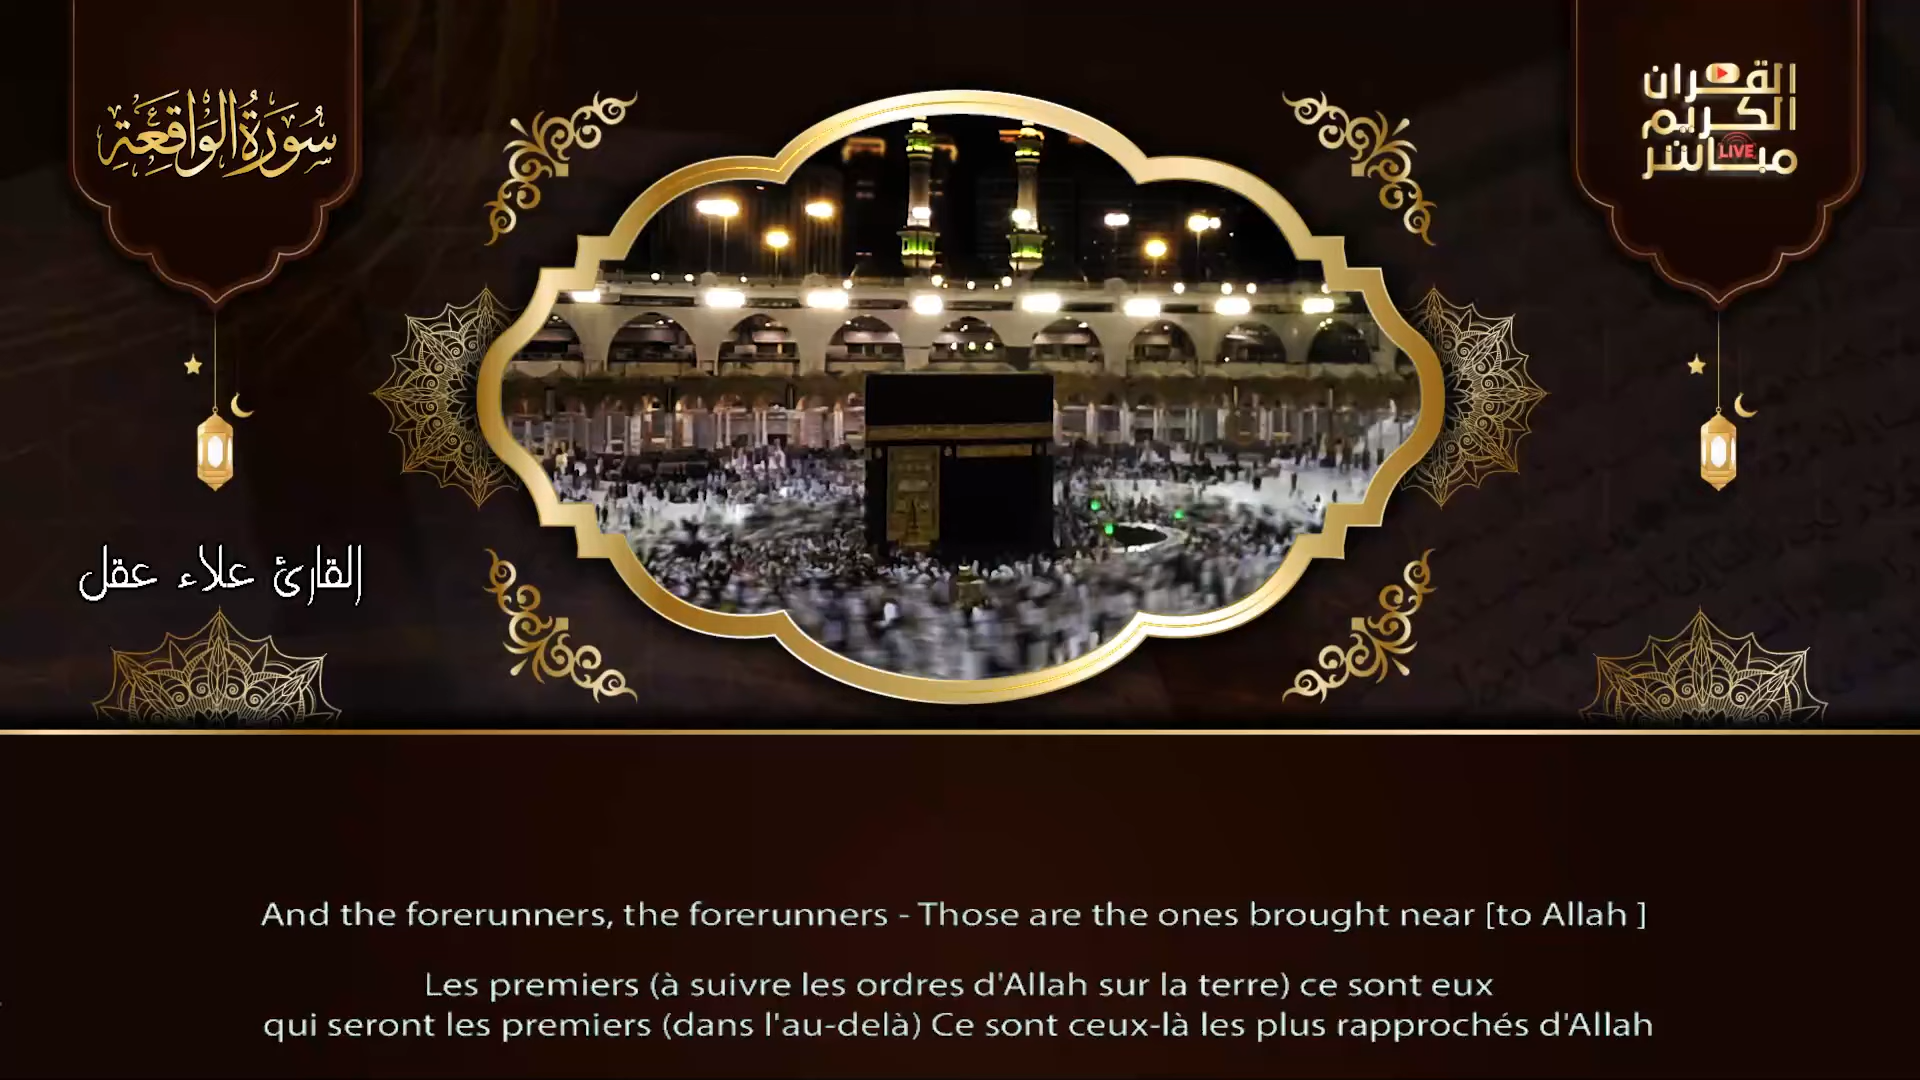 سُورَةُ الوَاقِعَةِ
القرآن
الكريم
مباشر
LIVE
القارئ علاء عقل
And the forerunners, the forerunners - Those are the ones brought near [to Allah ]
Les premiers (à suivre les ordres d'Allah sur la terre) ce sont eux
qui seront les premiers (dans l'au-delà) Ce sont ceux-là les plus rapprochés d'Allah